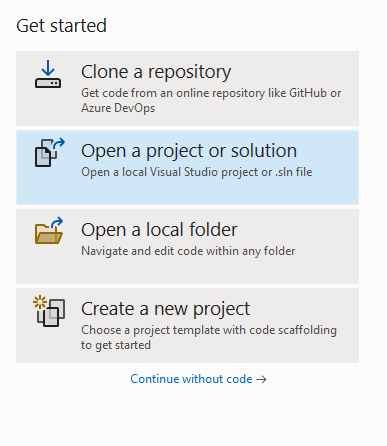 Get started
Clone a repository
Get code from an online repository like GitHub or
Azure DevOps
Open a project or solution
Open a local Visual Studio project or .sln file
Open a local folder
Navigate and edit code within any folder
Create a new project
Choose a project template with code scaffolding
to get started
Continue without code →